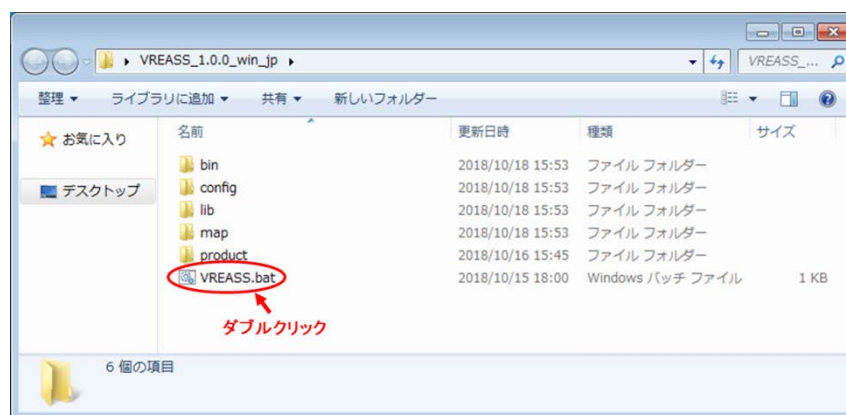 VREASS_1.0.0_win_jp
VREASS_...
整理 ライブラリに追加 共有 新しいフォルダー
お気に入り
デスクトップ
名前 更新日時 種類 サイズ
bin 2018/10/18 15:53 ファイル フォルダー
config 2018/10/18 15:53 ファイル フォルダー
lib 2018/10/18 15:53 ファイル フォルダー
map 2018/10/18 15:53 ファイル フォルダー
product 2018/10/16 15:45 ファイル フォルダー
VREASS.bat 2018/10/15 18:00 Windows バッチ ファイル 1 KB
ダブルクリック
6 個の項目